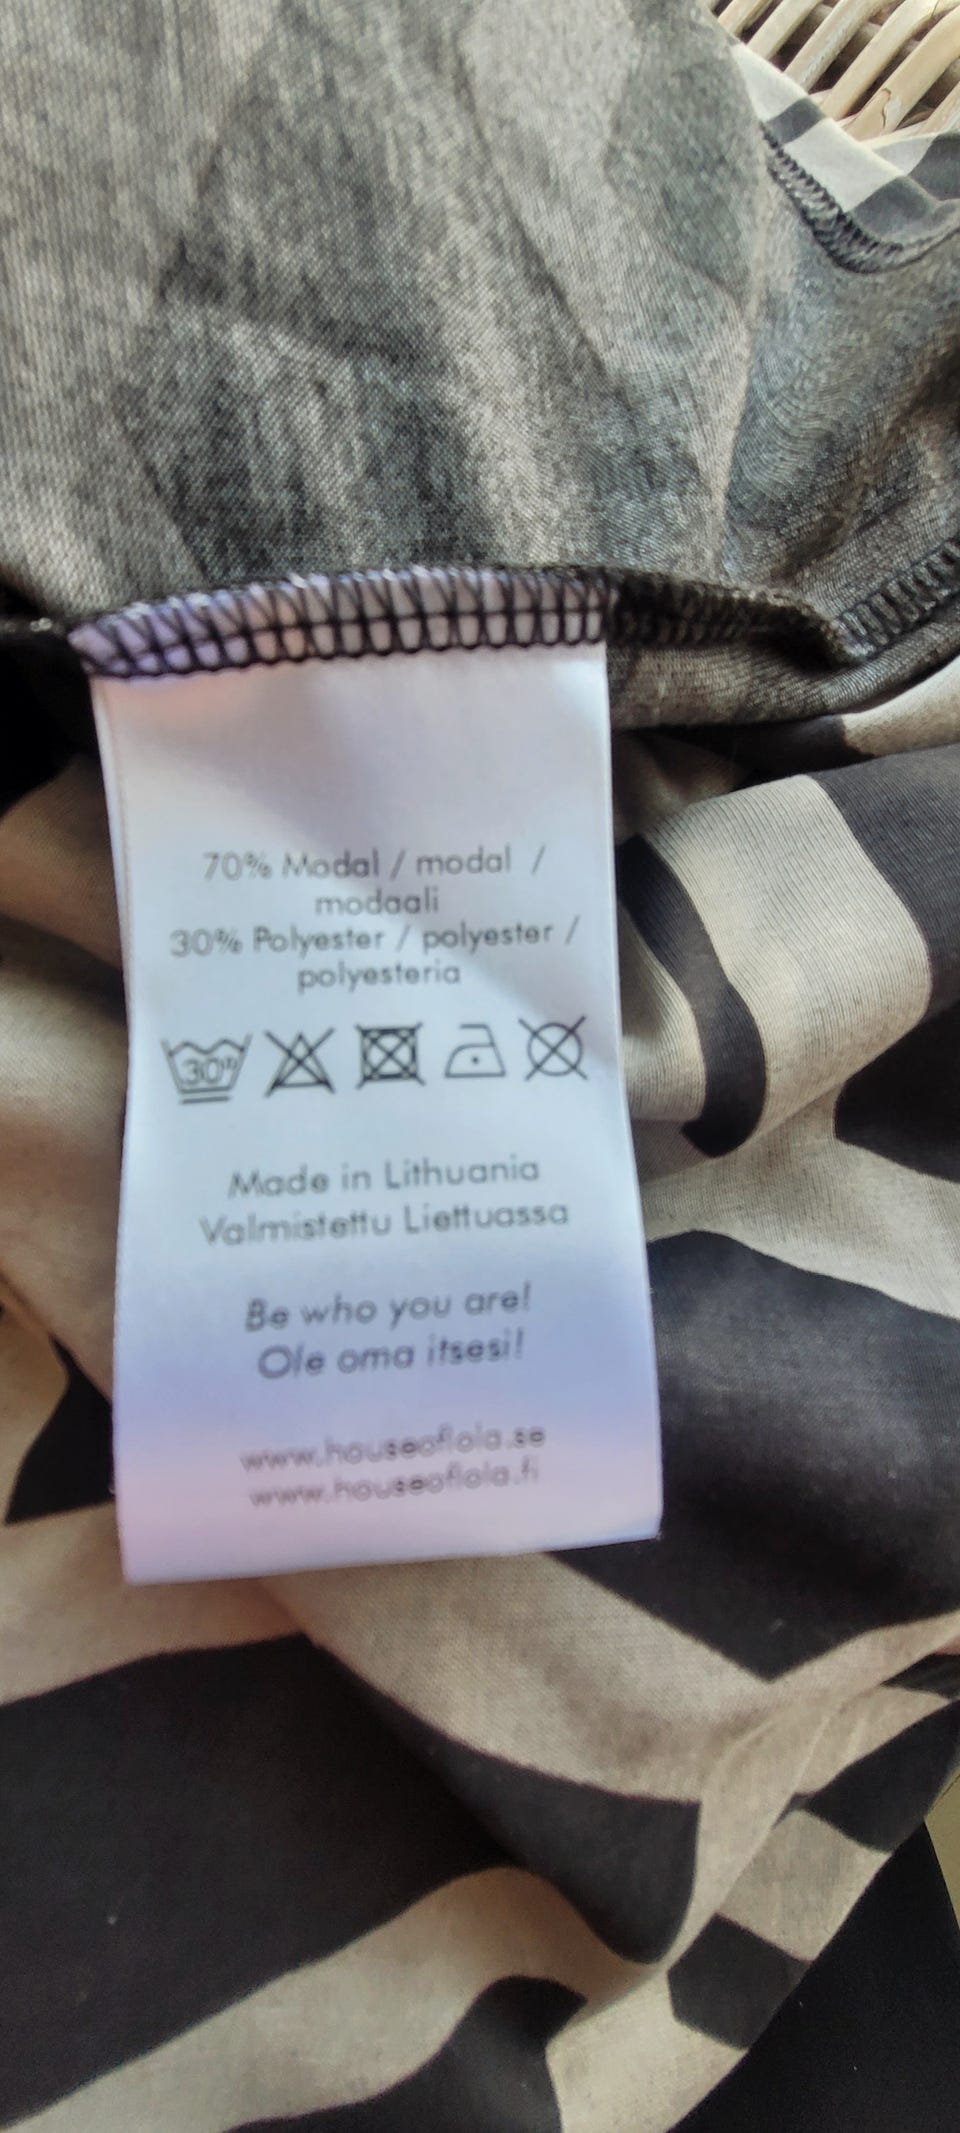 70% Modal / modal /
modaali
30% Polyester / polyester /
polyesteria
30°
Made in Lithuania
Valmistettu Liettuassa
Be who you are!
Ole oma itsesi!
www.houseoflola.se
www.houseoflola.fi